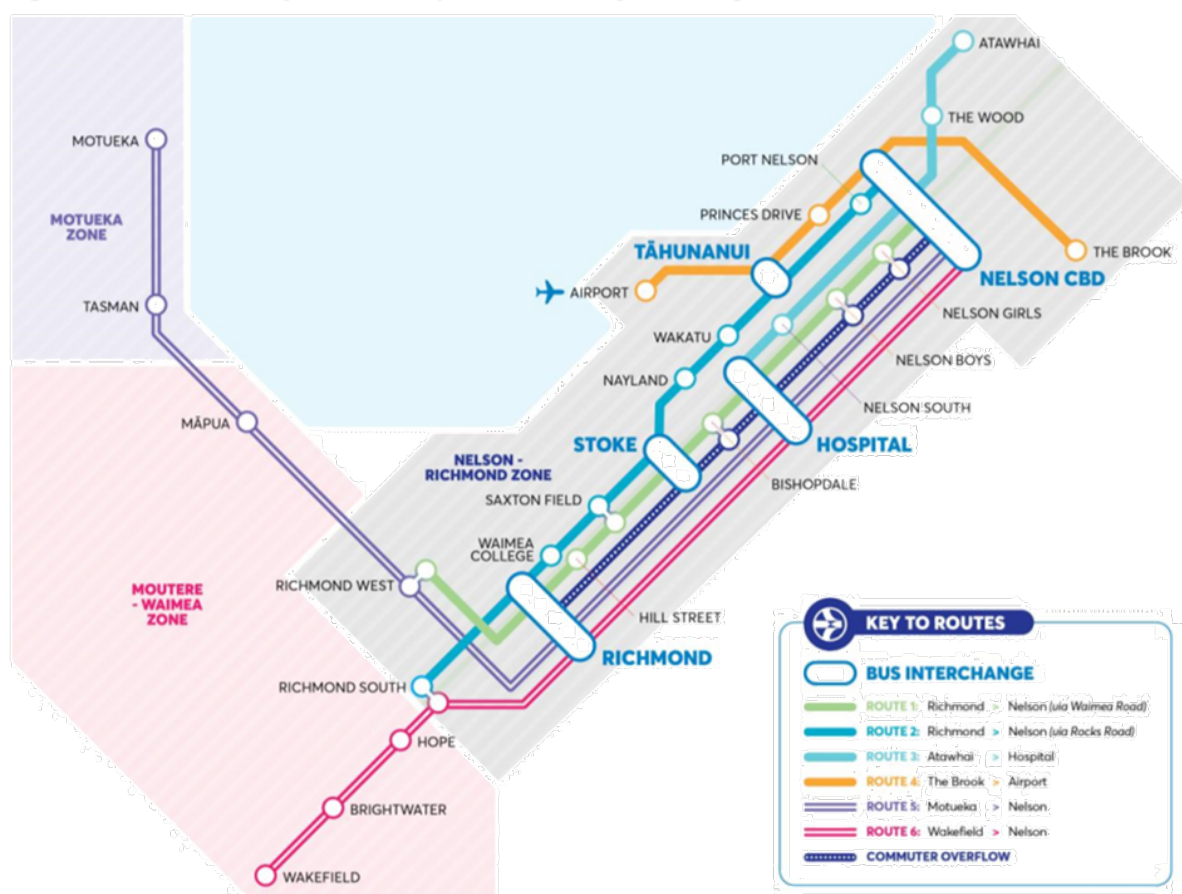 ATAWHAI
THE WOOD
MOTUEKA
PORT NELSON
MOTUEKA
ZONE
PRINCES DRIVE
TĀHUNANUI
THE BROOK
NELSON CBD
AIRPORT
TASMAN
NELSON GIRLS
WAKATU
NELSON BOYS
NAYLAND
NELSON SOUTH
MĀPUA
STOKE
HOSPITAL
NELSON -
RICHMOND ZONE
BISHOPDALE
SAXTON FIELD
WAIMEA
COLLEGE
RICHMOND WEST
MOUTERE
- WAIMEA
ZONE
HILL STREET
RICHMOND
RICHMOND SOUTH
HOPE
BRIGHTWATER
WAKEFIELD
KEY TO ROUTES
BUS INTERCHANGE
ROUTE 1: Richmond > Nelson (via Waimea Road)
ROUTE 2: Richmond > Nelson (via Rocks Road)
ROUTE 3: Atawhai > Hospital
ROUTE 4: The Brook > Airport
ROUTE 5: Motueka > Nelson
ROUTE 6: Wakefield > Nelson
COMMUTER OVERFLOW
7